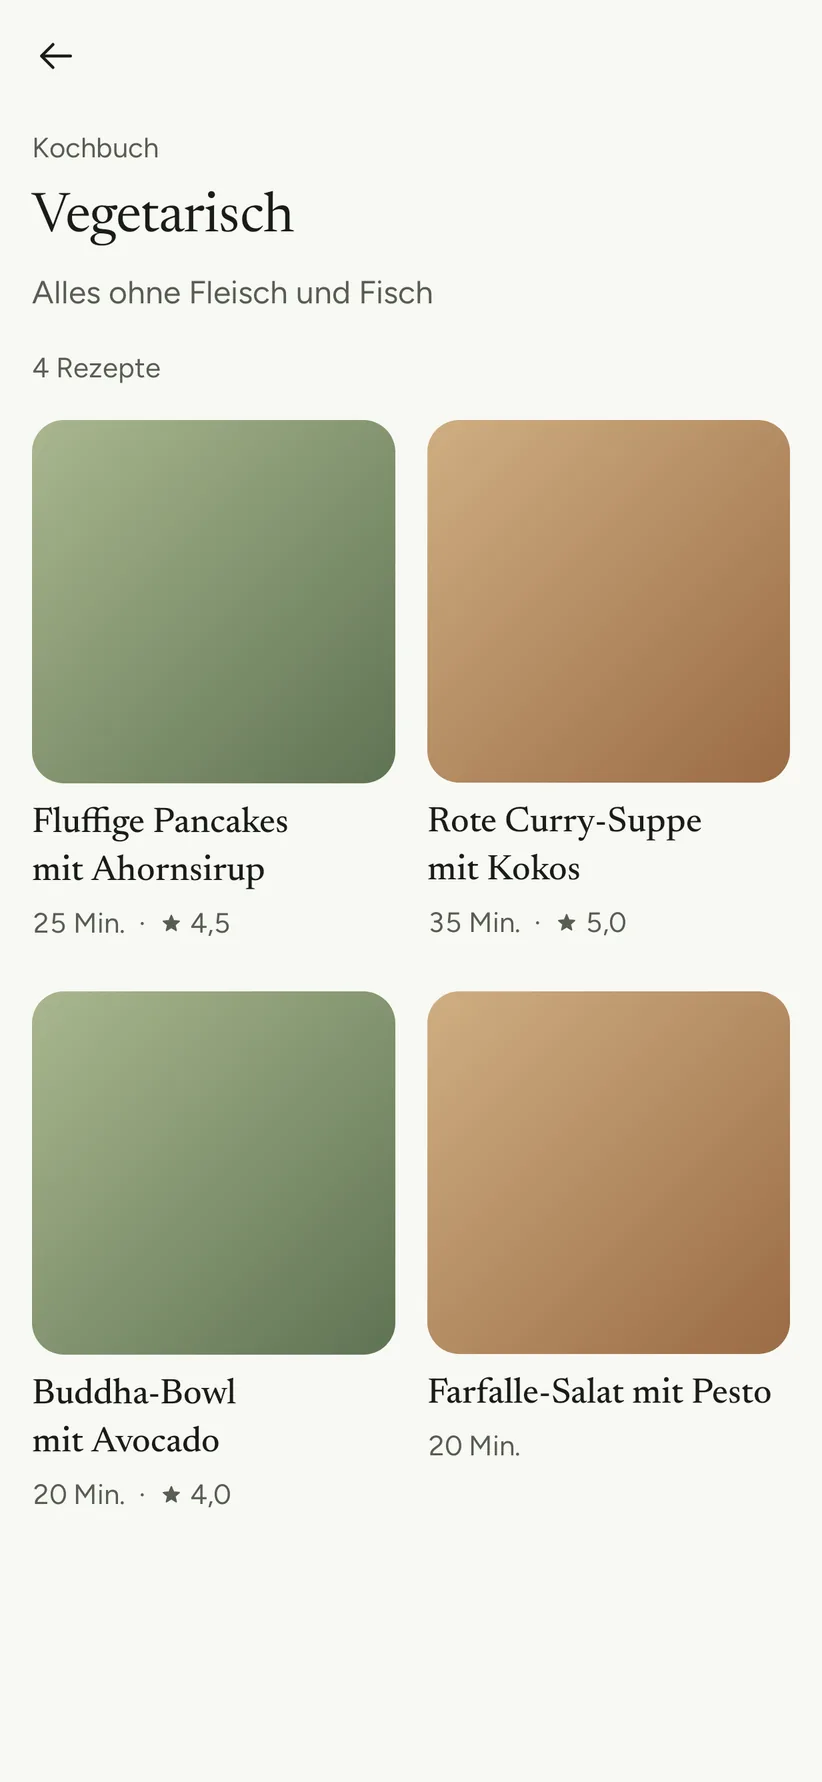 Kochbuch
Vegetarisch
Alles ohne Fleisch und Fisch
4 Rezepte
Fluffige Pancakes
mit Ahornsirup
25 Min. · ★ 4,5
Rote Curry-Suppe
mit Kokos
35 Min. · ★ 5,0
Buddha-Bowl
mit Avocado
20 Min. · ★ 4,0
Farfalle-Salat mit Pesto
20 Min.